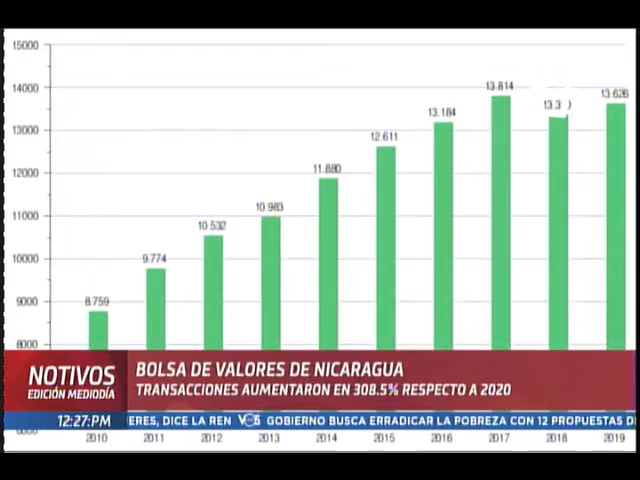 15000
14000
13000
12000
11000
10000
9000
8000
8.759
9.774
10.532
10.983
11.880
12.611
13.184
13.814
13.626
NOTIVOS
EDICIÓN MEDIODÍA
BOLSA DE VALORES DE NICARAGUA
TRANSACCIONES AUMENTARON EN 308.5% RESPECTO A 2020
12:27:PM
ERES, DICE LA REN VOS GOBIERNO BUSCA ERRADICAR LA POBREZA CON 12 PROPUESTAS D
2010 2011 2012 2013 2014 2015 2016 2017 2018 2019